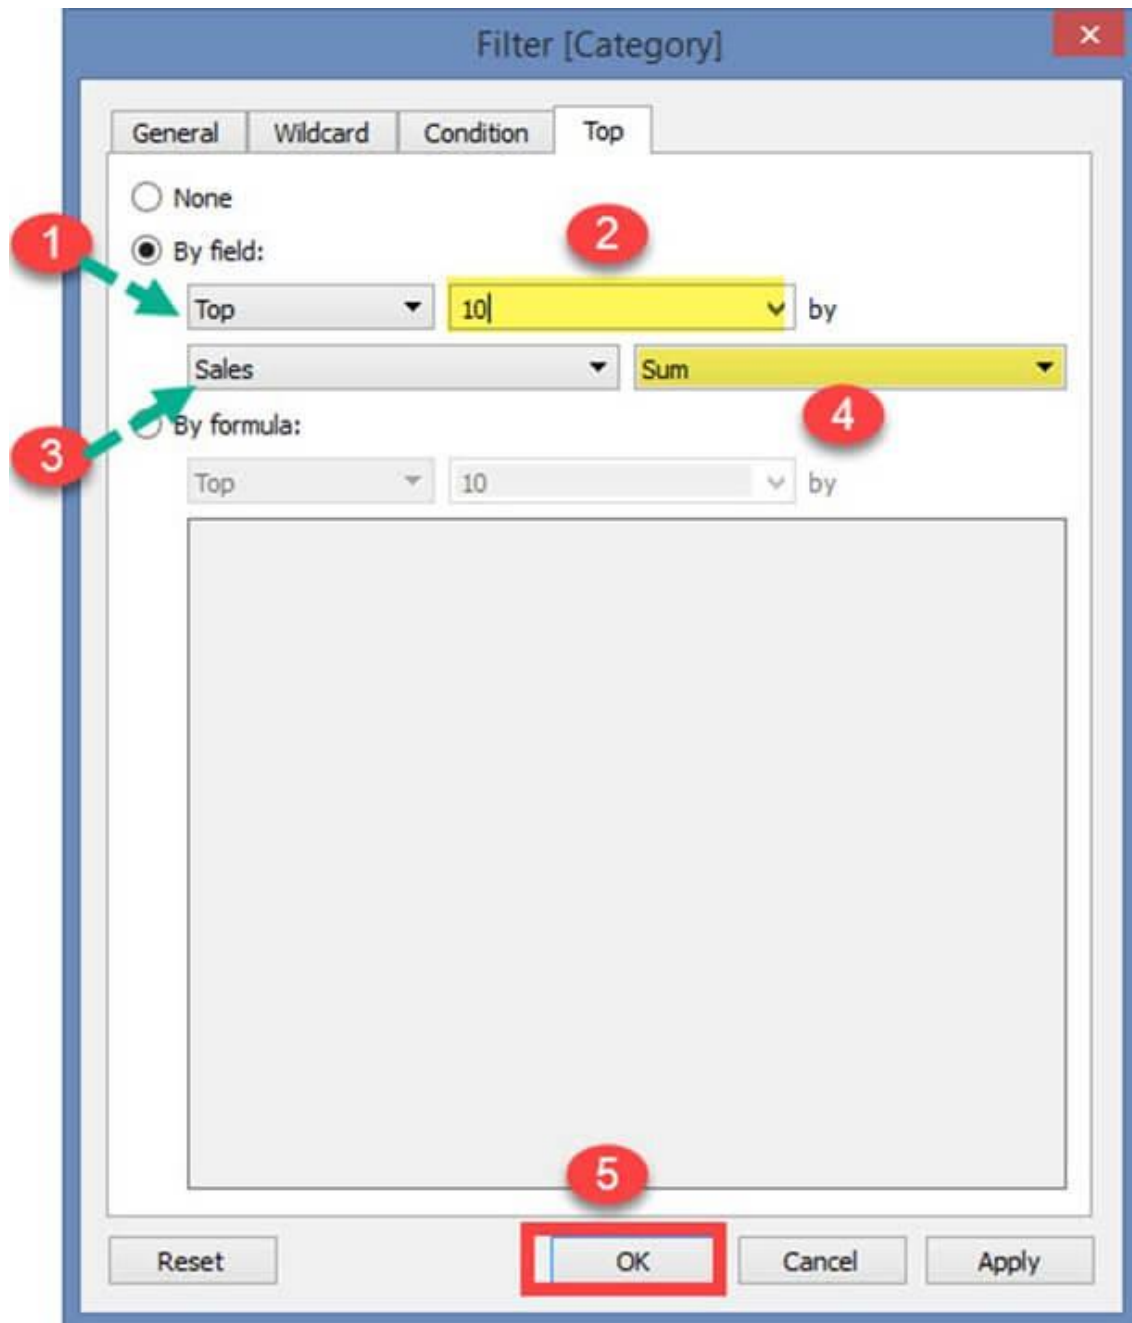 Filter [Category]
General Wildcard Condition Top
None
1
By field:
2
Top 10 by
Sales Sum
3
By formula:
4
Top 10 by
5
Reset OK Cancel Apply